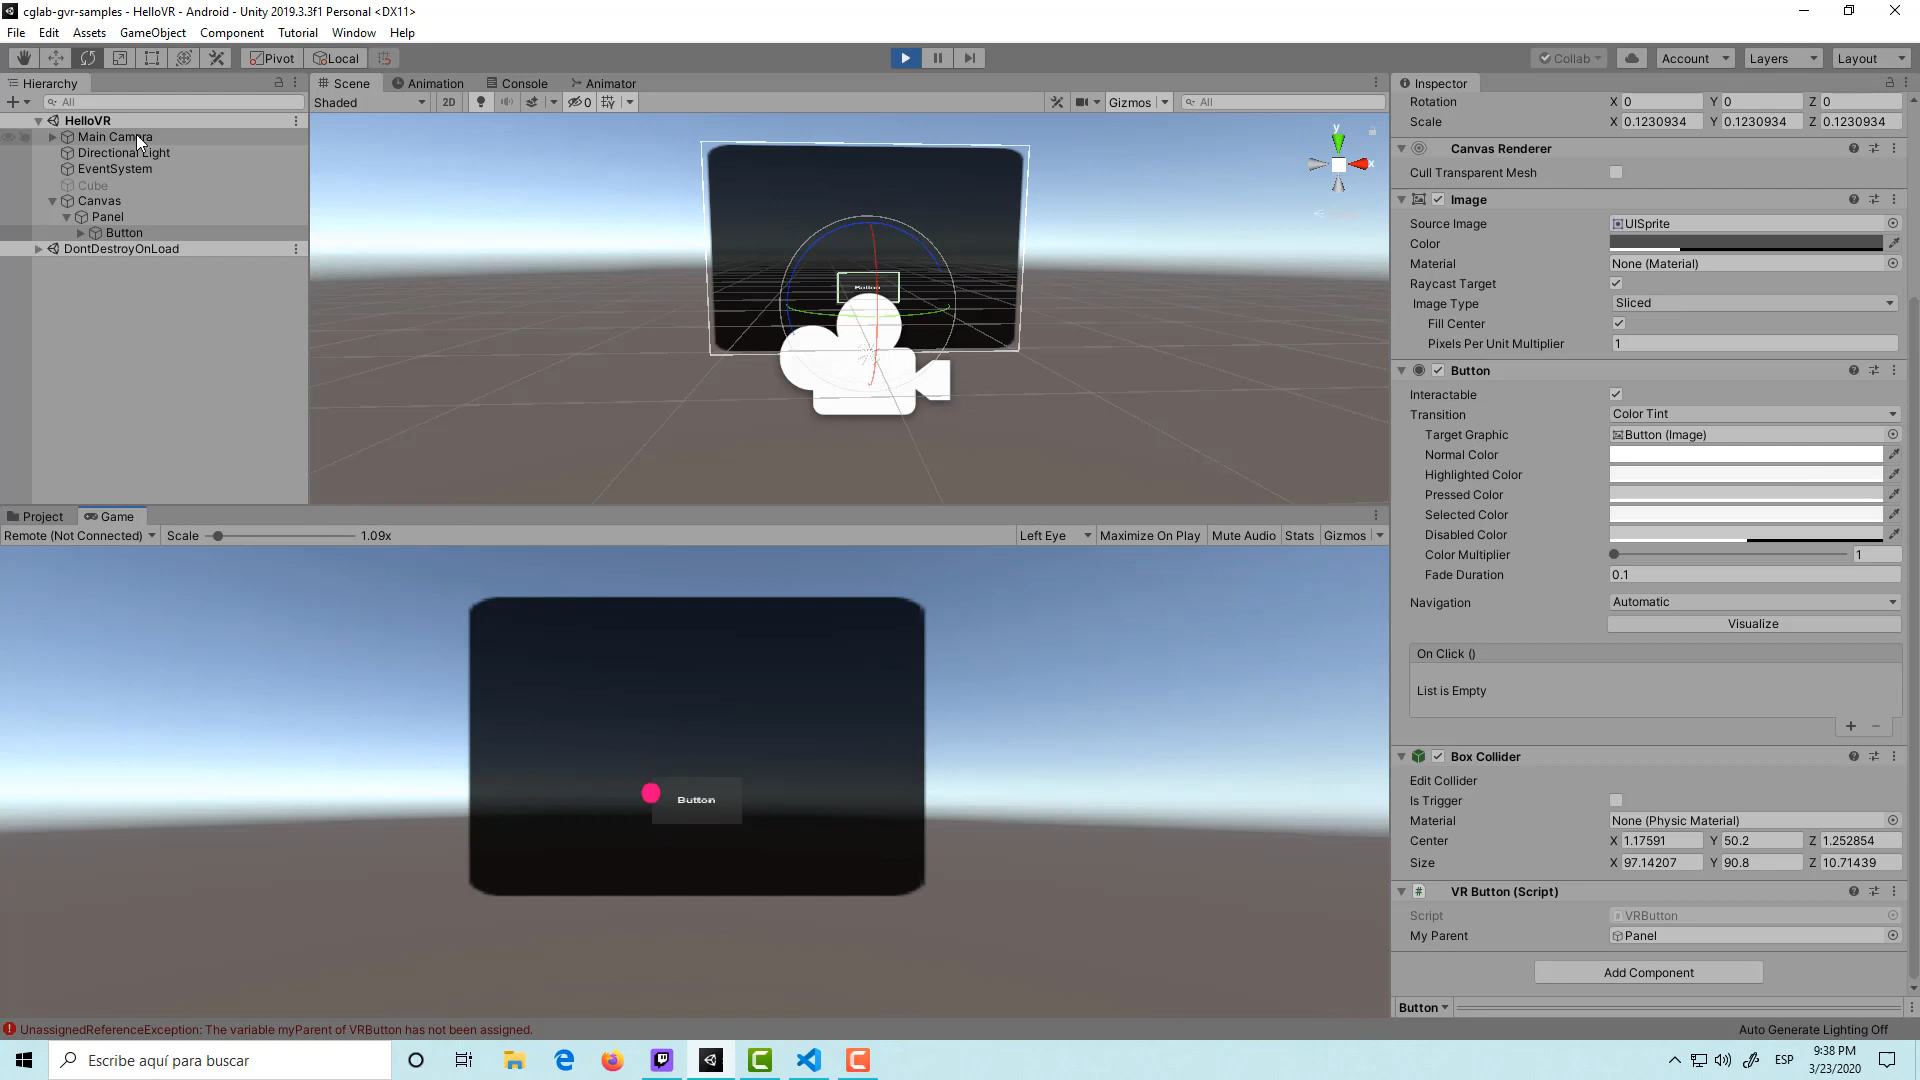 cglab-gvr-samples - HelloVR - Android - Unity 2019.3.3f1 Personal <DX11>
File Edit Assets GameObject Component Tutorial Window Help
Pivot Local Collab Account Layers Layout
Hierarchy
All
HelloVR
Main Camera
Directional Light
EventSystem
Cube
Canvas
Panel
Button
DontDestroyOnLoad
Scene Animation Console Animator
Shaded 2D 0 Gizmos All
y
x
Button
Project Game
Remote (Not Connected) Scale 1.09x Left Eye Maximize On Play Mute Audio Stats Gizmos
Button
Inspector
Rotation X 0 Y 0 Z 0
Scale X 0.1230934 Y 0.1230934 Z 0.1230934
Canvas Renderer
Cull Transparent Mesh
Image
Source Image UISprite
Color
Material None (Material)
Raycast Target
Image Type Sliced
Fill Center
Pixels Per Unit Multiplier 1
Button
Interactable
Transition Color Tint
Target Graphic Button (Image)
Normal Color
Highlighted Color
Pressed Color
Selected Color
Disabled Color
Color Multiplier 1
Fade Duration 0.1
Navigation Automatic
Visualize
On Click ()
List is Empty
Box Collider
Edit Collider
Is Trigger
Material None (Physic Material)
Center X 1.17591 Y 50.2 Z 1.252854
Size X 97.14207 Y 90.8 Z 10.71439
VR Button (Script)
Script VRButton
My Parent Panel
Add Component
Button
UnassignedReferenceException: The variable myParent of VRButton has not been assigned.
Auto Generate Lighting Off
Escribe aquí para buscar
ESP
9:38 PM
3/23/2020